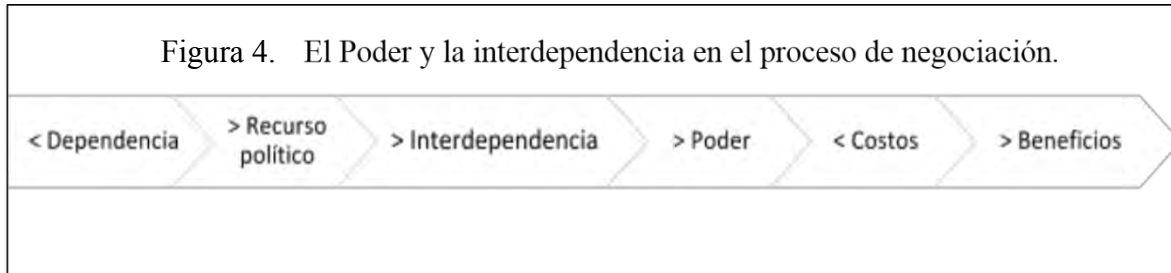 Figura 4. El Poder y la interdependencia en el proceso de negociación.
< Dependencia
> Recurso
político
> Interdependencia
> Poder
< Costos
> Beneficios